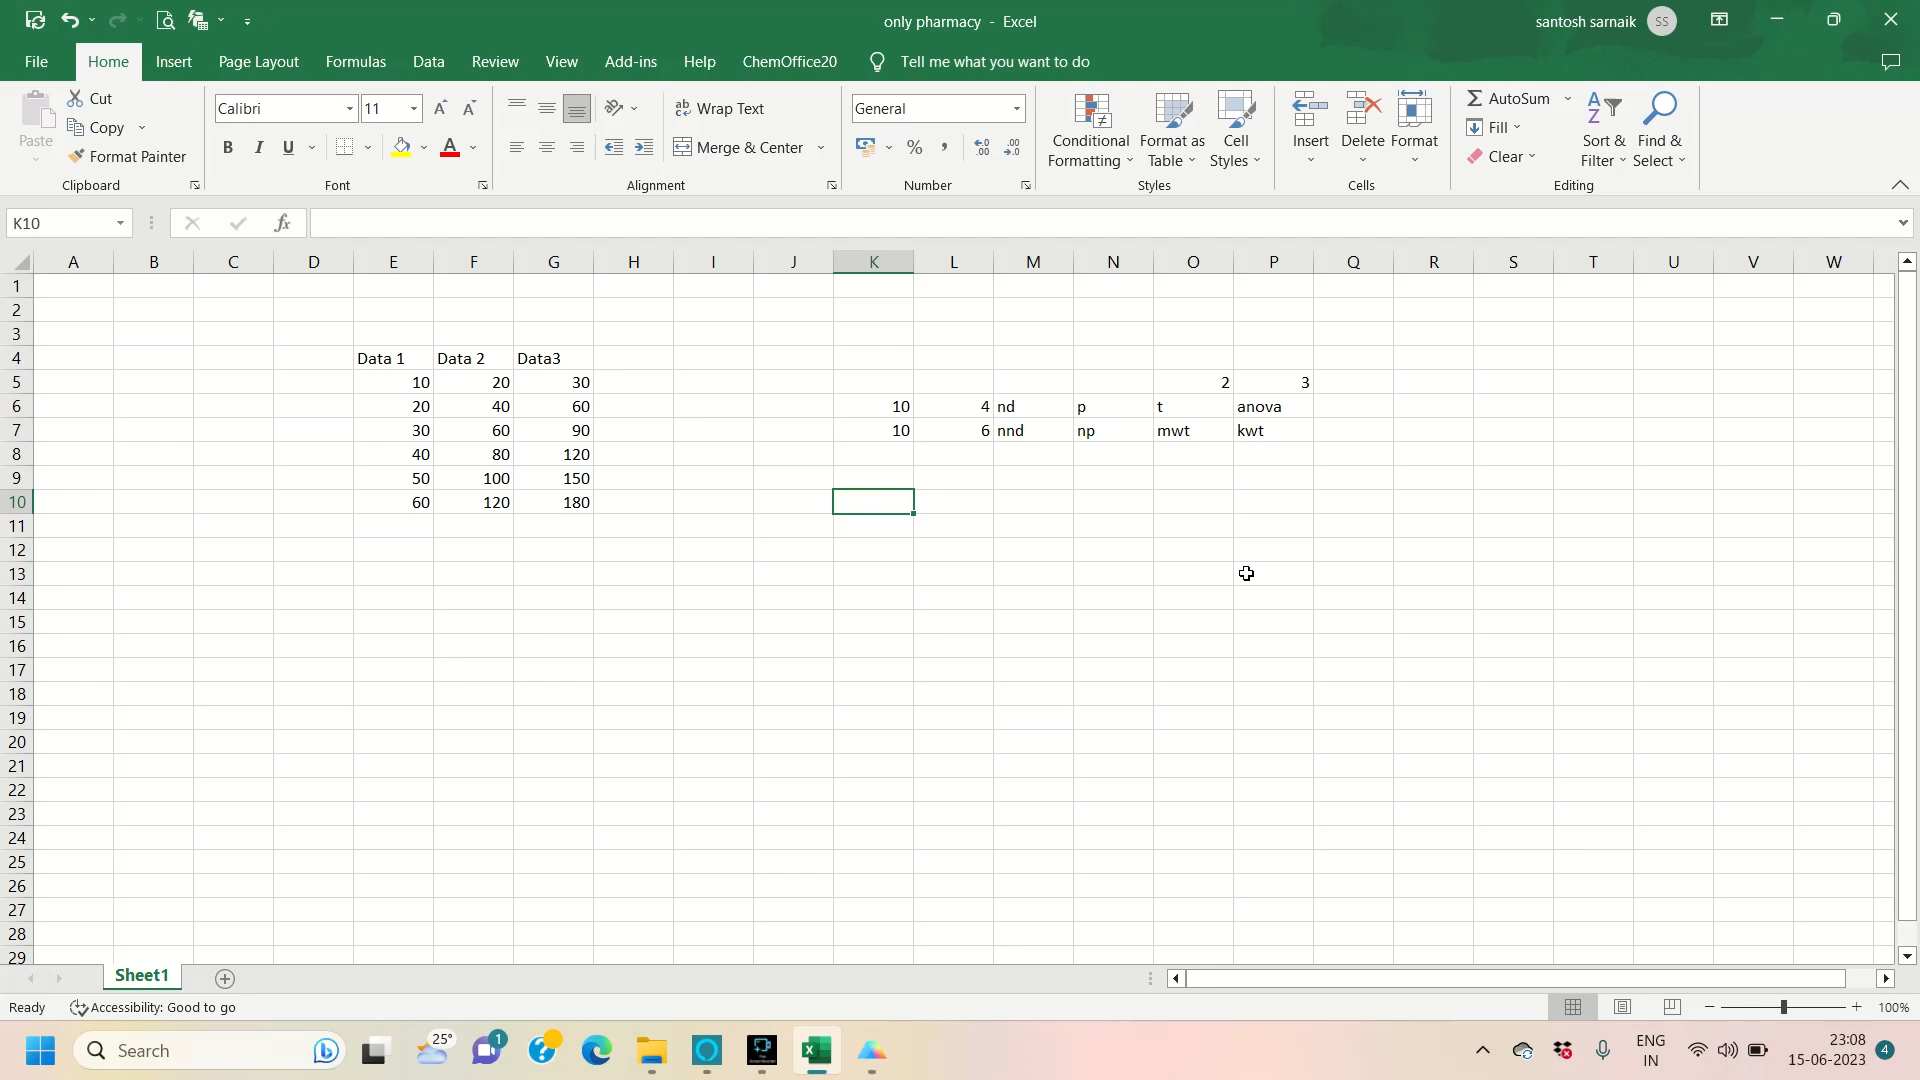 only pharmacy - Excel
santosh sarnaik SS
File Home Insert Page Layout Formulas Data Review View Add-ins Help ChemOffice20 Tell me what you want to do
Paste Cut Copy Format Painter
Calibri 11
B I U A
ab Wrap Text
Merge & Center
General
% ,
Conditional Formatting Format as Table Cell Styles
Insert Delete Format
AutoSum Fill Clear
Sort & Filter Find & Select
Clipboard Font Alignment Number Styles Cells Editing
K10 fx
A B C D E F G H I J K L M N O P Q R S T U V W
1
2
3
4 Data 1 Data 2 Data3
5 10 20 30 2 3
6 20 40 60 10 4 nd p t anova
7 30 60 90 10 6 nnd np mwt kwt
8 40 80 120
9 50 100 150
10 60 120 180
11
12
13
14
15
16
17
18
19
20
21
22
23
24
25
26
27
28
29
Sheet1
Ready Accessibility: Good to go 100%
Search 25° 1 ENG IN 23:08 15-06-2023 4